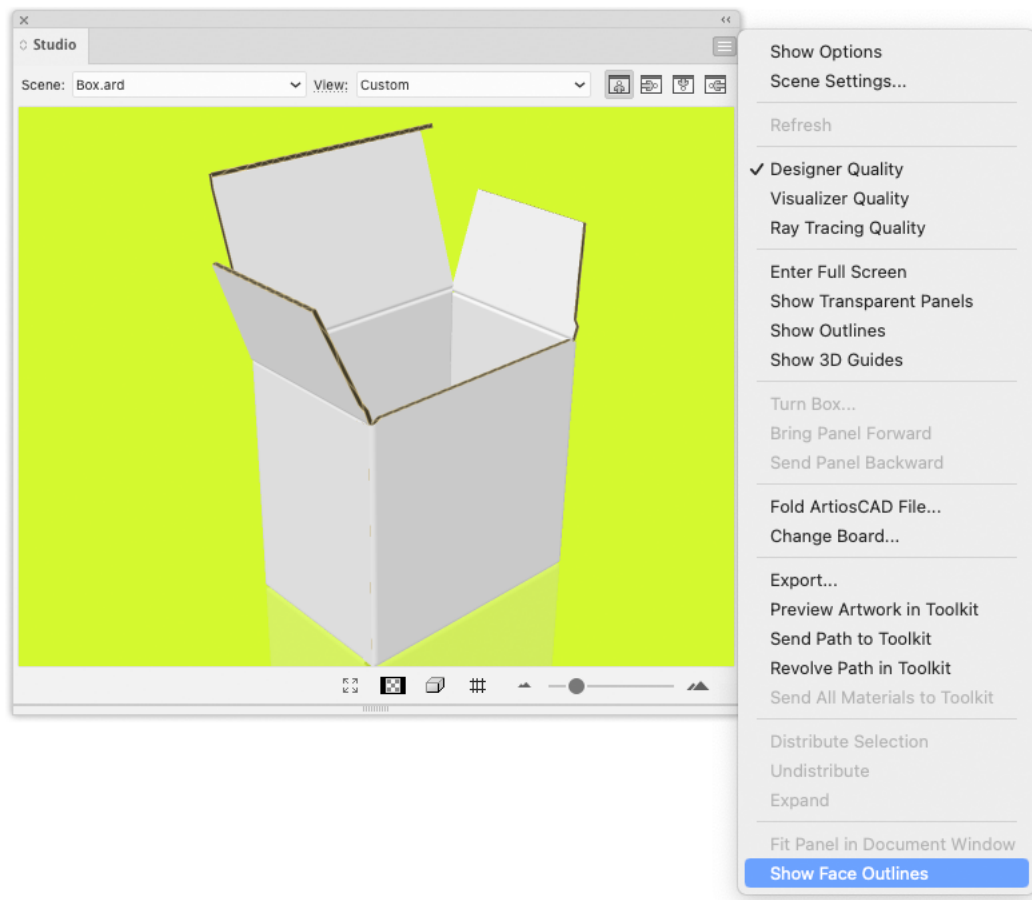 Studio
Scene: Box.ard View: Custom
Show Options
Scene Settings...
Refresh
✓ Designer Quality
Visualizer Quality
Ray Tracing Quality
Enter Full Screen
Show Transparent Panels
Show Outlines
Show 3D Guides
Turn Box...
Bring Panel Forward
Send Panel Backward
Fold ArtiosCAD File...
Change Board...
Export...
Preview Artwork in Toolkit
Send Path to Toolkit
Revolve Path in Toolkit
Send All Materials to Toolkit
Distribute Selection
Undistribute
Expand
Fit Panel in Document Window
Show Face Outlines